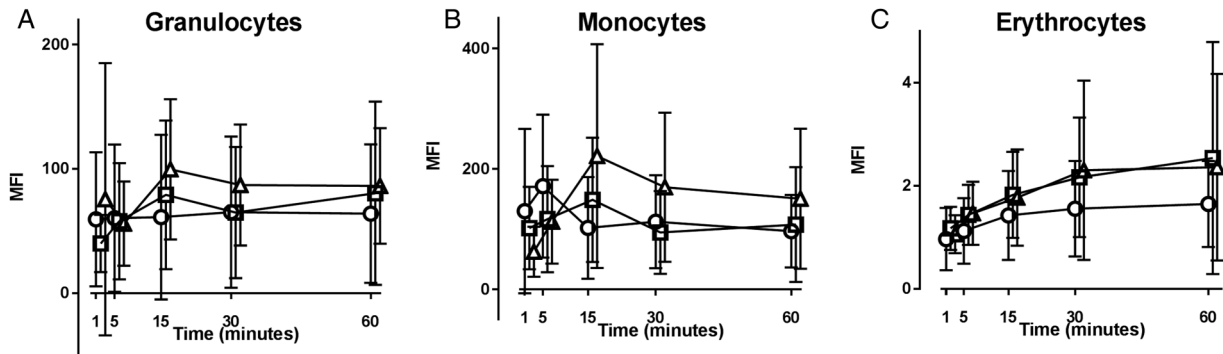 A Granulocytes
200
100
0
MFI
1 5 15 30 60
Time (minutes)
B Monocytes
400
200
0
MFI
1 5 15 30 60
Time (minutes)
C Erythrocytes
4
2
0
MFI
1 5 15 30 60
Time (minutes)